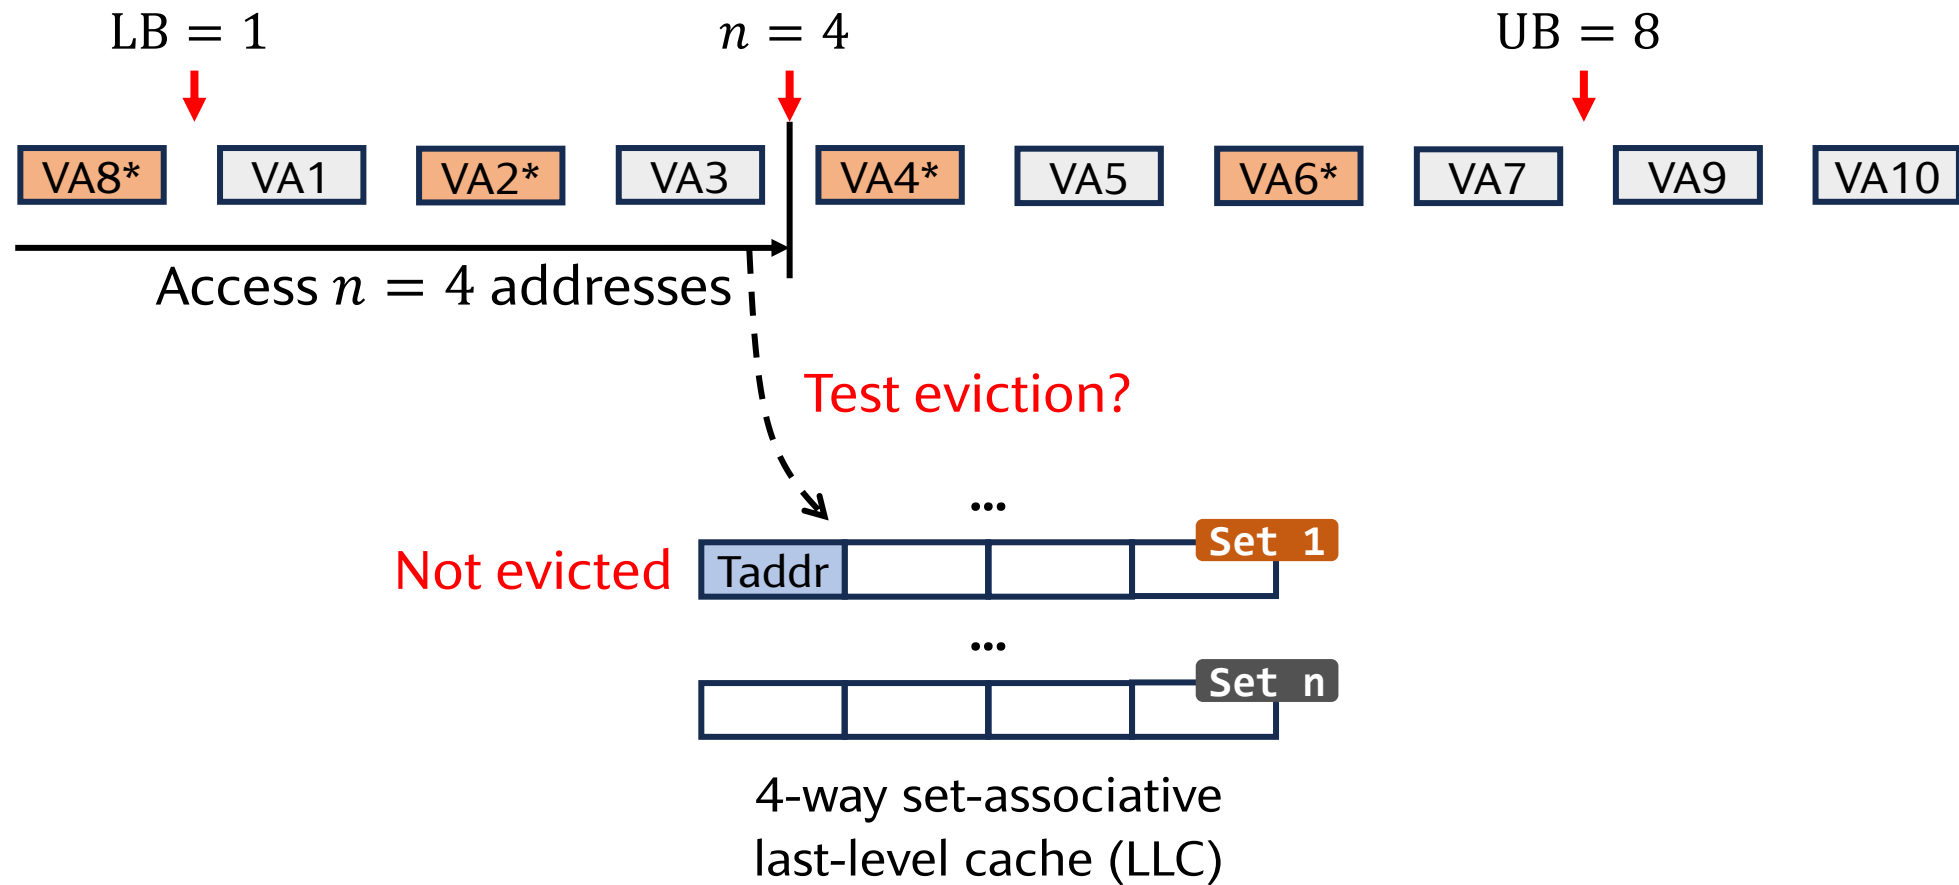 LB = 1
n = 4
UB = 8
VA8*
VA1
VA2*
VA3
VA4*
VA5
VA6*
VA7
VA9
VA10
Access n = 4 addresses
Test eviction?
...
Set 1
Not evicted
Taddr
...
Set n
4-way set-associative
last-level cache (LLC)